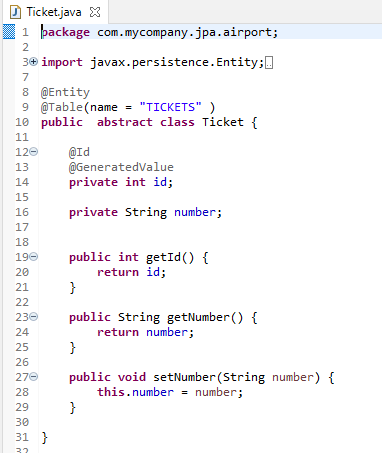 Ticket.java
1 package com.mycompany.jpa.airport;
2
3 import javax.persistence.Entity;
7
8 @Entity
9 @Table(name = "TICKETS" )
10 public  abstract class Ticket {
11
12     @Id
13     @GeneratedValue
14     private int id;
15
16     private String number;
17
18
19     public int getId() {
20         return id;
21     }
22
23     public String getNumber() {
24         return number;
25     }
26
27     public void setNumber(String number) {
28         this.number = number;
29     }
30
31 }
32